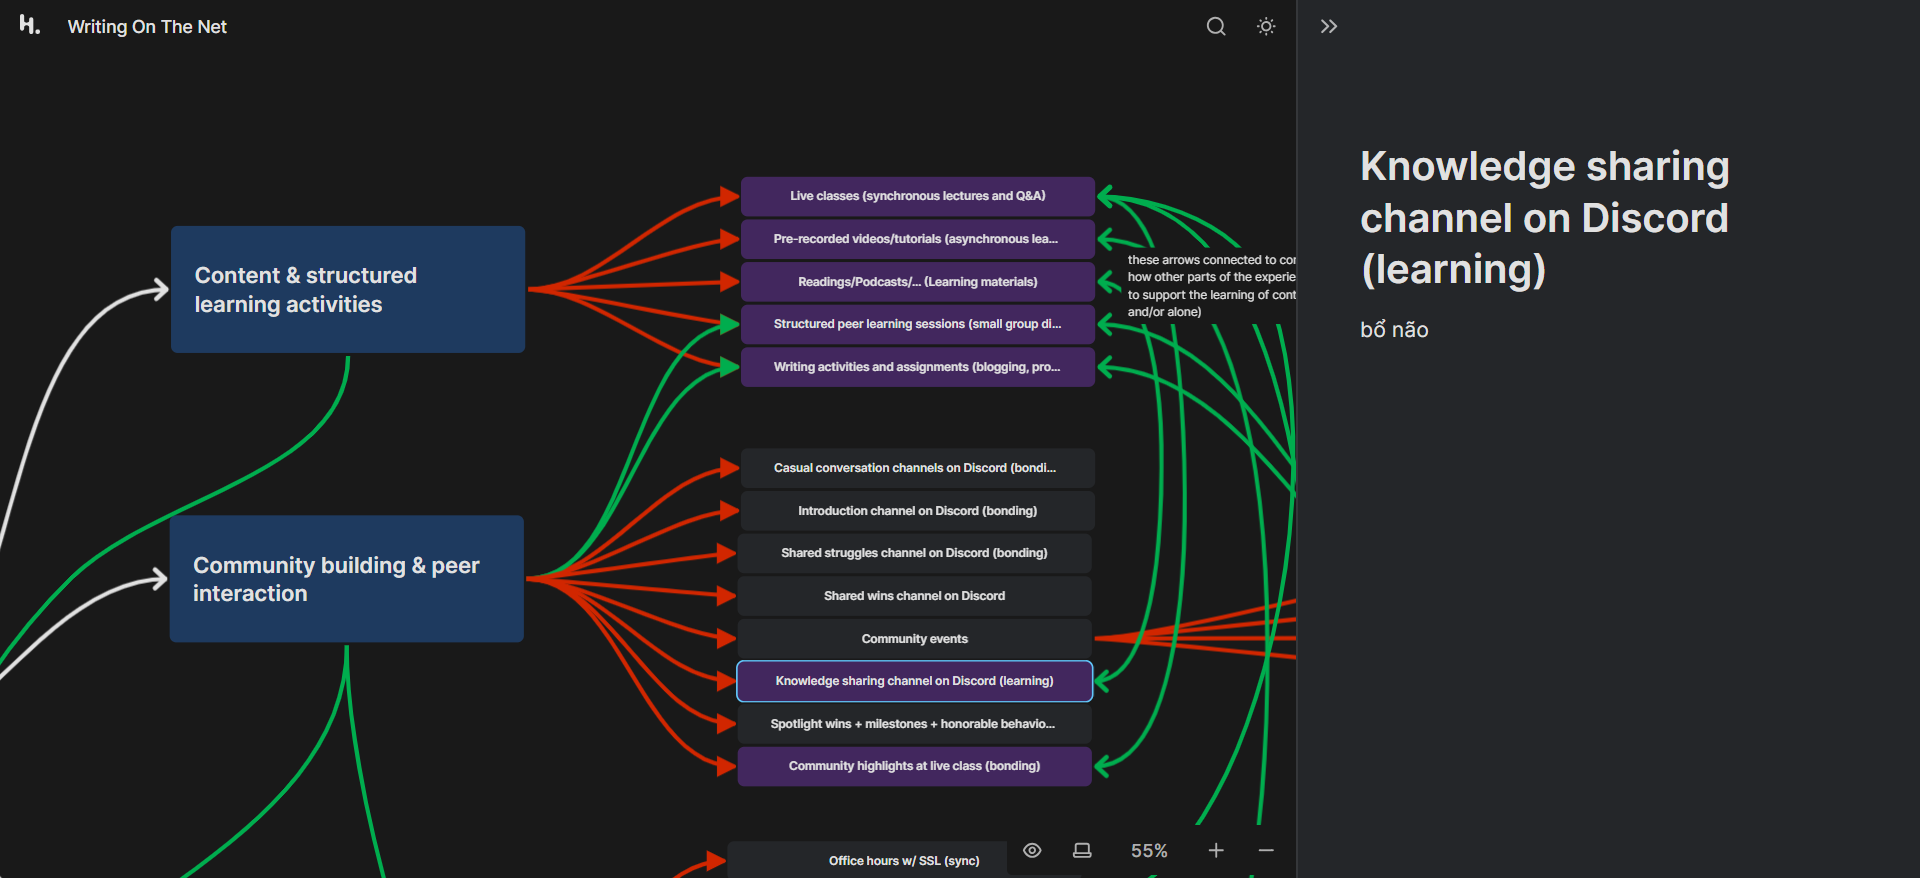 h.
Writing On The Net
Live classes (synchronous lectures and Q&A)
Pre-recorded videos/tutorials (asynchronous lea...
Readings/Podcasts/... (Learning materials)
Structured peer learning sessions (small group di...
Writing activities and assignments (blogging, pro...
these arrows connected to con
how other parts of the experie
to support the learning of cont
and/or alone)
Content & structured
learning activities
Casual conversation channels on Discord (bondi...
Introduction channel on Discord (bonding)
Shared struggles channel on Discord (bonding)
Shared wins channel on Discord
Community events
Knowledge sharing channel on Discord (learning)
Spotlight wins + milestones + honorable behavio...
Community highlights at live class (bonding)
Community building & peer
interaction
Office hours w/ SSL (sync)
55%
Knowledge sharing
channel on Discord
(learning)
bổ não